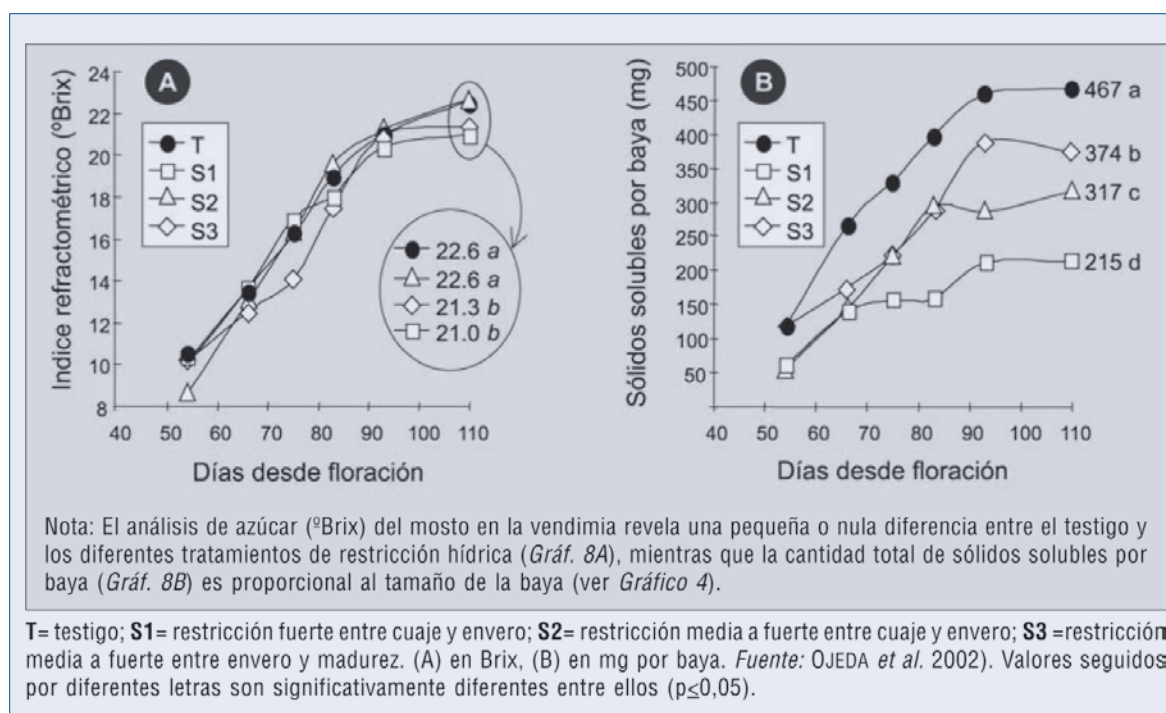 A
Indice refractométrico (ºBrix)
24
22
20
18
16
14
12
10
8
T
S1
S2
S3
22.6 a
22.6 a
21.3 b
21.0 b
40 50 60 70 80 90 100 110
Días desde floración
B
Sólidos solubles por baya (mg)
500
450
400
350
300
250
200
150
100
50
T
S1
S2
S3
467 a
374 b
317 c
215 d
40 50 60 70 80 90 100 110
Días desde floración
Nota: El análisis de azúcar (ºBrix) del mosto en la vendimia revela una pequeña o nula diferencia entre el testigo y
los diferentes tratamientos de restricción hídrica (Gráf. 8A), mientras que la cantidad total de sólidos solubles por
baya (Gráf. 8B) es proporcional al tamaño de la baya (ver Gráfico 4).
T= testigo; S1= restricción fuerte entre cuaje y envero; S2= restricción media a fuerte entre cuaje y envero; S3 =restricción
media a fuerte entre envero y madurez. (A) en Brix, (B) en mg por baya. Fuente: OJEDA et al. 2002). Valores seguidos
por diferentes letras son significativamente diferentes entre ellos (p≤0,05).